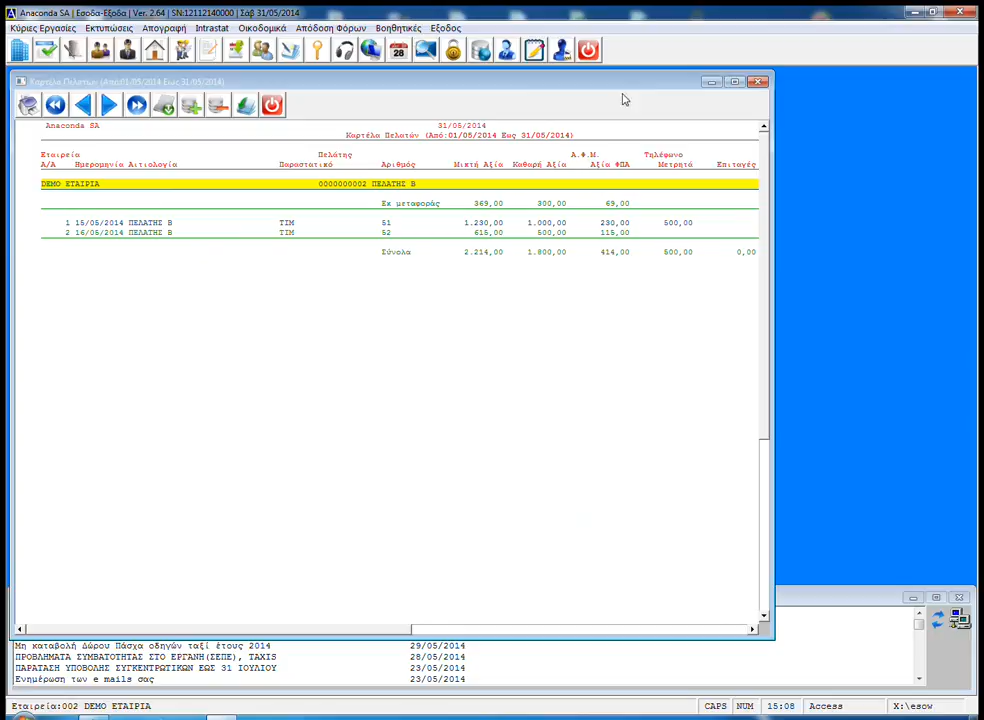 Anaconda SA | Εσοδα-Εξοδα | Ver. 2.64 | SN:12112140000 | Σάβ 31/05/2014
Κύριες Εργασίες Εκτυπώσεις Απογραφή Intrastat Οικοδομικά Απόδοση Φόρων Βοηθητικές Εξοδος
28
Καρτέλα Πελατών (Από:01/05/2014 Εως 31/05/2014)
Anaconda SA 31/05/2014
Καρτέλα Πελατών (Από:01/05/2014 Εως 31/05/2014)
Εταιρεία Πελάτης Α.Φ.Μ. Τηλέφωνο
Α/Α Ημερομηνία Αιτιολογία Παραστατικό Αριθμός Μικτή Αξία Καθαρή Αξία Αξία ΦΠΑ Μετρητά Επιταγές
DEMO ΕΤΑΙΡΙΑ 0000000002 ΠΕΛΑΤΗΣ Β
Εκ μεταφοράς 369,00 300,00 69,00
1 15/05/2014 ΠΕΛΑΤΗΣ Β ΤΙΜ 51 1.230,00 1.000,00 230,00 500,00
2 16/05/2014 ΠΕΛΑΤΗΣ Β ΤΙΜ 52 615,00 500,00 115,00
Σύνολα 2.214,00 1.800,00 414,00 500,00 0,00
Μη καταβολή Δώρου Πάσχα οδηγών ταξί έτους 2014 29/05/2014
ΠΡΟΒΛΗΜΑΤΑ ΣΥΜΒΑΤΟΤΗΤΑΣ ΣΤΟ ΕΡΓΑΝΗ(ΣΕΠΕ), TAXIS 28/05/2014
ΠΑΡΑΤΑΣΗ ΥΠΟΒΟΛΗΣ ΣΥΓΚΕΝΤΡΩΤΙΚΩΝ ΕΩΣ 31 ΙΟΥΛΙΟΥ 23/05/2014
Ενημέρωση των e mails σας 23/05/2014
Εταιρεία:002 DEMO ΕΤΑΙΡΙΑ CAPS NUM 15:08 Access X:\esow